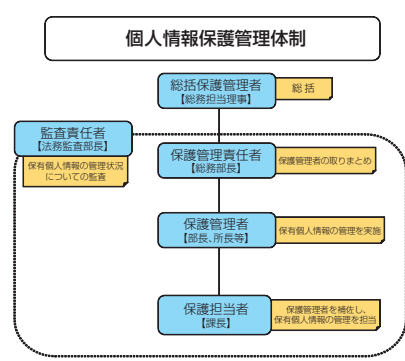 個人情報保護管理体制
総括保護管理者
【総務担当理事】
総括
監査責任者
【法務監査部長】
保有個人情報の管理状況
についての監査
保護管理責任者
【総務部長】
保護管理者の取りまとめ
保護管理者
【部長、所長等】
保有個人情報の管理を実施
保護担当者
【課長】
保護管理者を補佐し、
保有個人情報の管理を担当